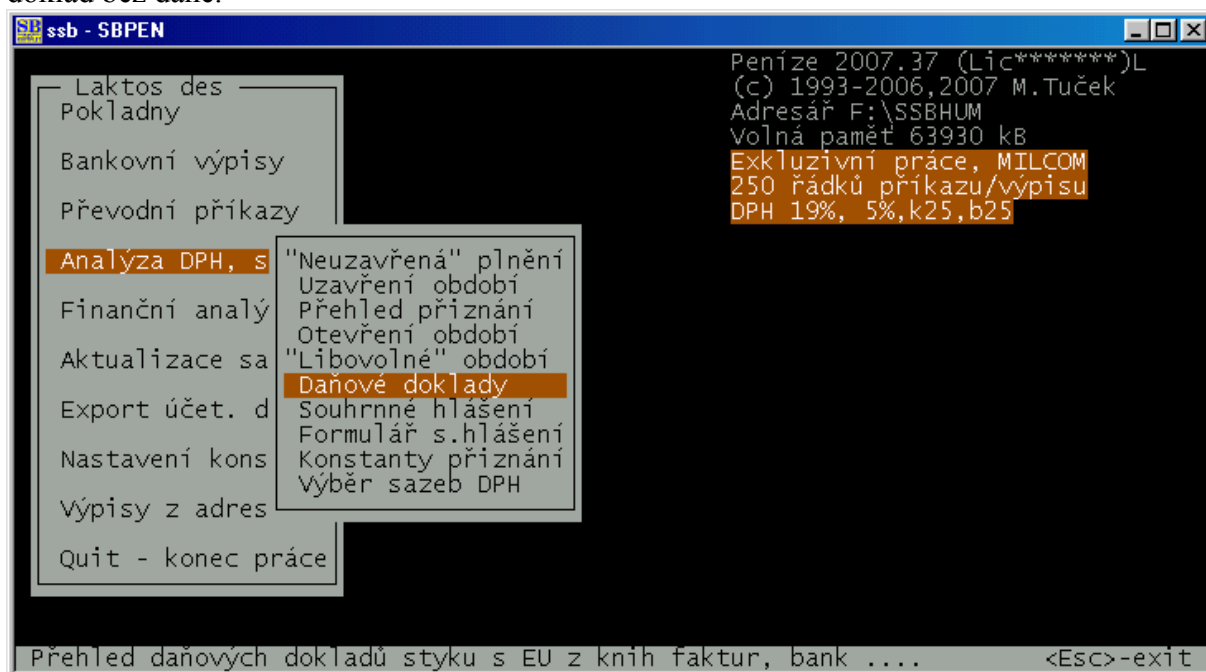 ssb - SBPEN
Peníze 2007.37 (Lic*******)L
(c) 1993-2006,2007 M.Tuček
Adresář F:\SSBHUM
Volná paměť 63930 kB
Exkluzivní práce, MILCOM
250 řádků příkazu/výpisu
DPH 19%, 5%,k25,b25
Laktos des
Pokladny
Bankovní výpisy
Převodní příkazy
Analýza DPH, s
Finanční analý
Aktualizace sa
Export účet. d
Nastavení kons
Výpisy z adres
Quit - konec práce
"Neuzavřená" plnění
Uzavření období
Přehled přiznání
Otevření období
"Libovolné" období
Daňové doklady
Souhrnné hlášení
Formulář s.hlášení
Konstanty přiznání
Výběr sazeb DPH
Přehled daňových dokladů styku s EU z knih faktur, bank .... <Esc>-exit